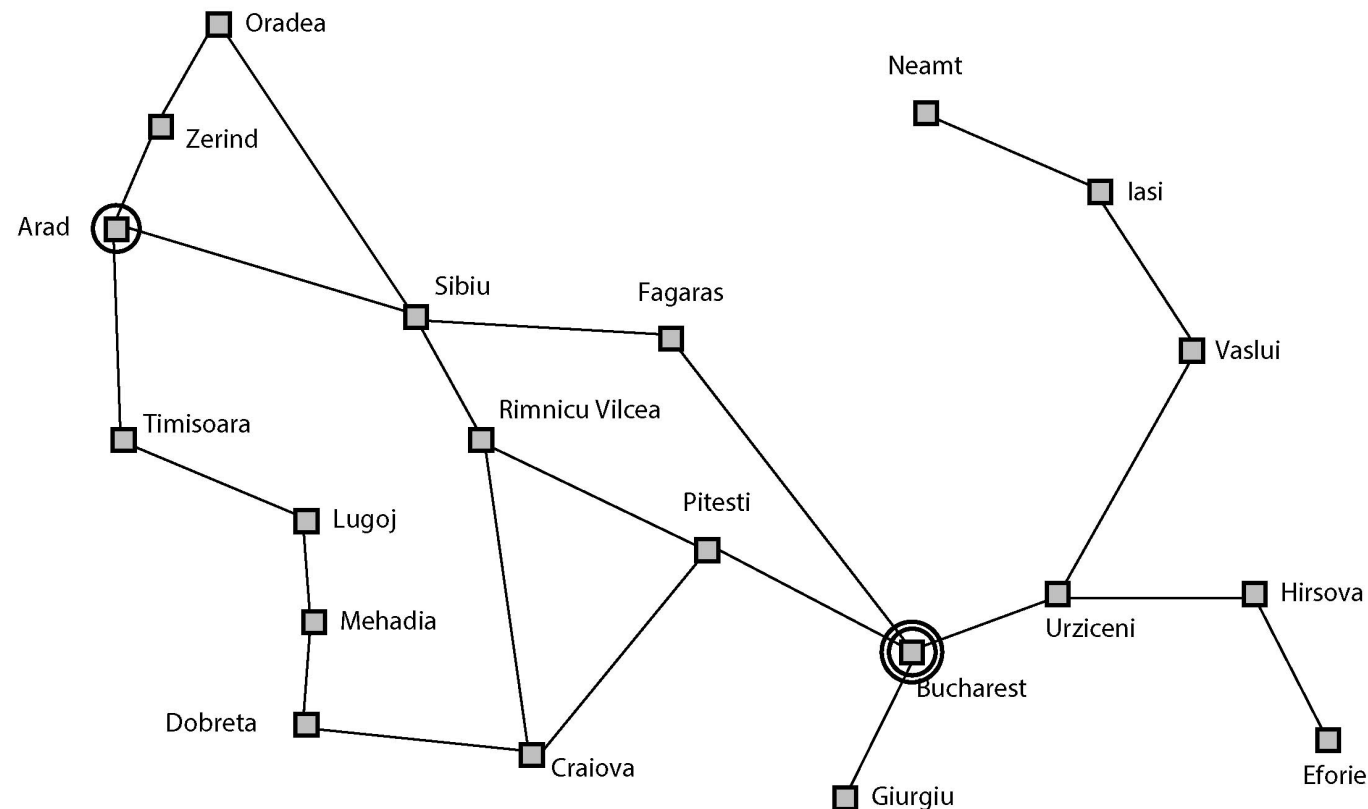 Oradea
Neamt
Zerind
Iasi
Arad
Sibiu
Fagaras
Vaslui
Timisoara
Rimnicu Vilcea
Pitesti
Lugoj
Hirsova
Mehadia
Urziceni
Bucharest
Dobreta
Craiova
Eforie
Giurgiu